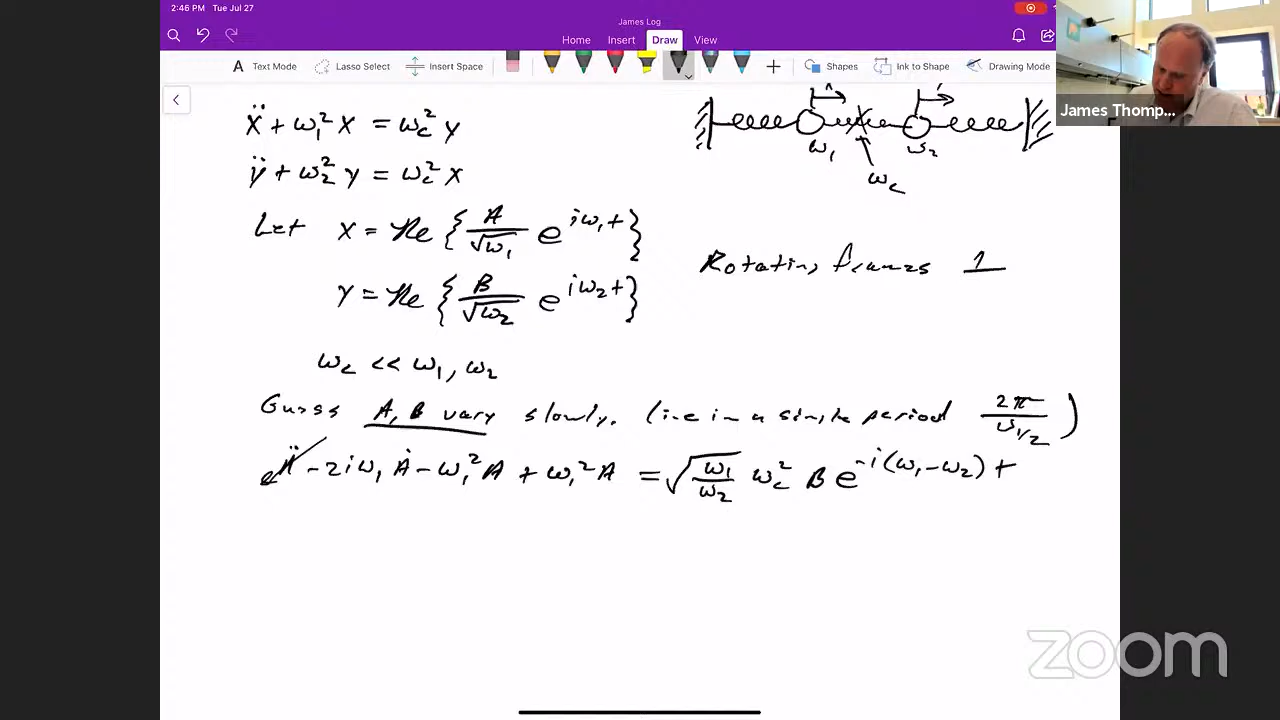 2:46 PM Tue Jul 27
James Log
Home Insert Draw View
A Text Mode Lasso Select Insert Space Shapes Ink to Shape Drawing Mode
James Thomp...
ẍ + ω₁² x = ω_c² y
ÿ + ω₂² y = ω_c² x
ω₁ ω₂
ω_c
Let x = Re { A/√ω₁ e^{iω₁t} }
y = Re { B/√ω₂ e^{iω₂t} }
Rotating frames 1
ω_c << ω₁, ω₂
Guess A, B vary slowly. (i.e in a single period 2π/ω_{1/2})
Ä - 2iω₁ Ȧ - ω₁² A + ω₁² A = √(ω₁/ω₂) ω_c² B e^{-i(ω₁-ω₂)t}
zoom